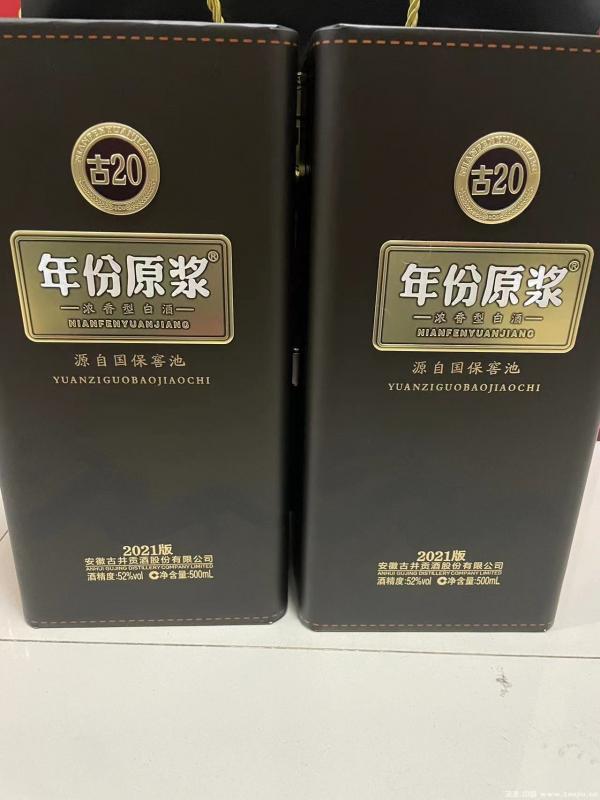 NIANFENYUANJIANG
古20
年份原浆®
浓香型白酒
NIANFENYUANJIANG
源自国保窖池
YUANZIGUOBAOJIAOCHI
2021版
安徽古井贡酒股份有限公司
ANHUI GUJING DISTILLERY COMPANY LIMITED
酒精度:52%vol C净含量:500mL
NIANFENYUANJIANG
古20
年份原浆®
浓香型白酒
NIANFENYUANJIANG
源自国保窖池
YUANZIGUOBAOJIAOCHI
2021版
安徽古井贡酒股份有限公司
ANHUI GUJING DISTILLERY COMPANY LIMITED
酒精度:52%vol C净含量:500mL